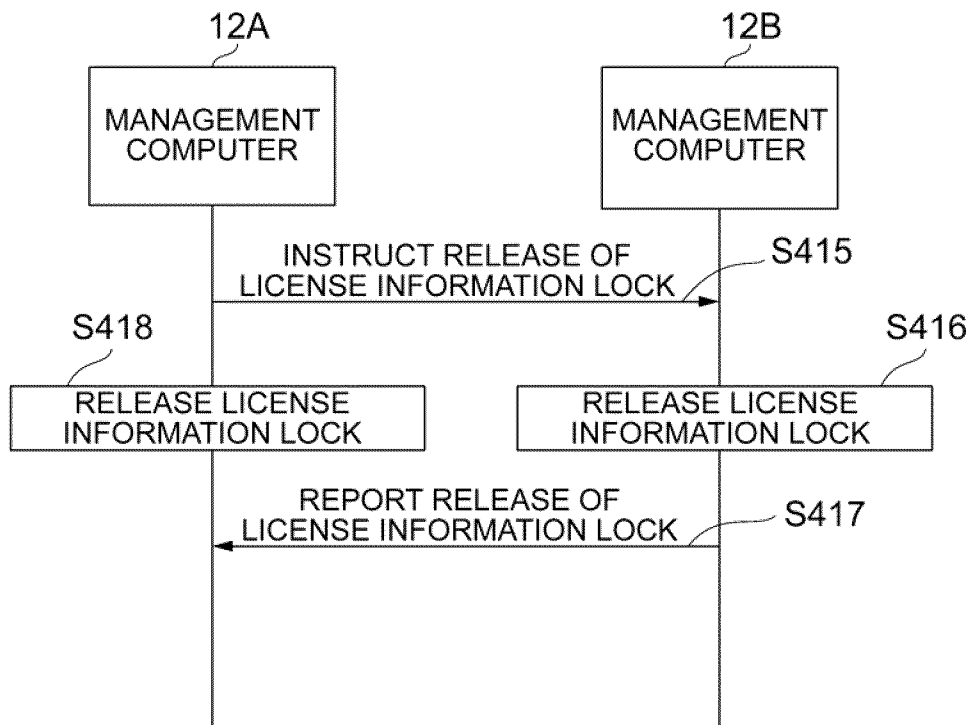 12A
12B
MANAGEMENT
COMPUTER
MANAGEMENT
COMPUTER
INSTRUCT RELEASE OF
LICENSE INFORMATION LOCK
S415
S418
S416
RELEASE LICENSE
INFORMATION LOCK
RELEASE LICENSE
INFORMATION LOCK
REPORT RELEASE OF
LICENSE INFORMATION LOCK
S417